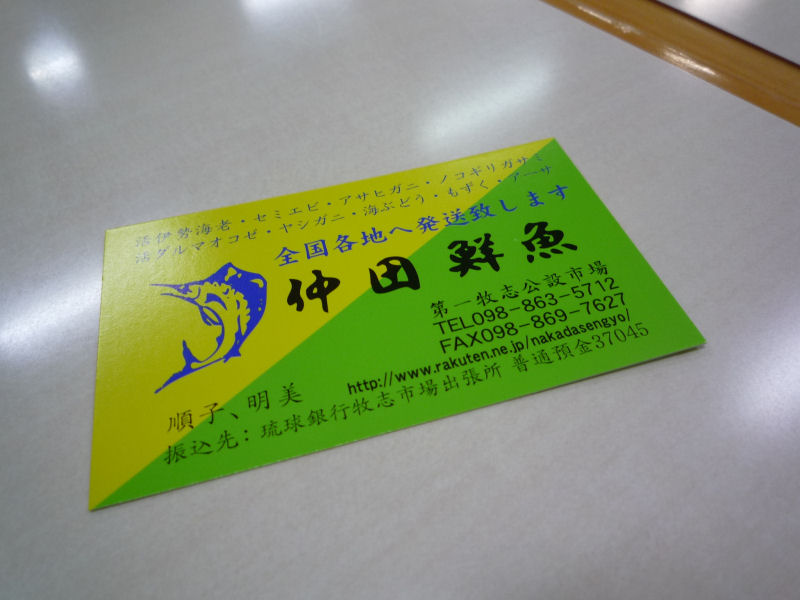 活伊勢海老・セミエビ・アサヒガニ・ノコギリガサミ
活ダルマオコゼ・ヤシガニ・海ぶどう・もずく・アーサ
全国各地へ発送致します
仲田鮮魚
第一牧志公設市場
TEL098-863-5712
FAX098-869-7627
http://www.rakuten.ne.jp/nakadasengyo/
順子、明美
振込先：琉球銀行牧志市場出張所 普通預金37045